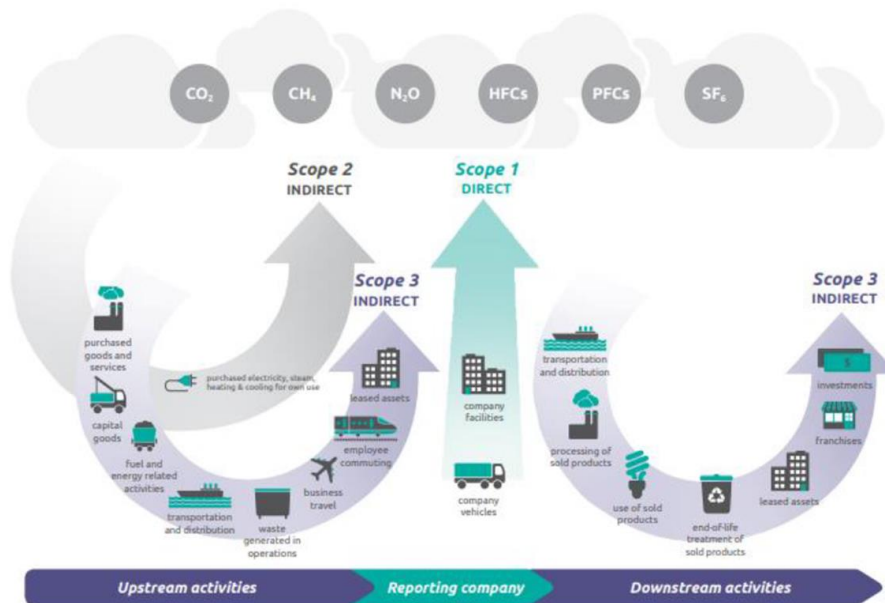 CO₂
CH₄
N₂O
HFCs
PFCs
SF₆
Scope 2
INDIRECT
Scope 1
DIRECT
Scope 3
INDIRECT
Scope 3
INDIRECT
purchased
goods and
services
capital
goods
fuel and
energy related
activities
transportation
and distribution
waste
generated in
operations
business
travel
employee
commuting
leased assets
purchased electricity, steam,
heating & cooling for own use
company
facilities
company
vehicles
transportation
and distribution
processing of
sold products
use of sold
products
end-of-life
treatment of
sold products
leased assets
franchises
$
investments
Upstream activities
Reporting company
Downstream activities